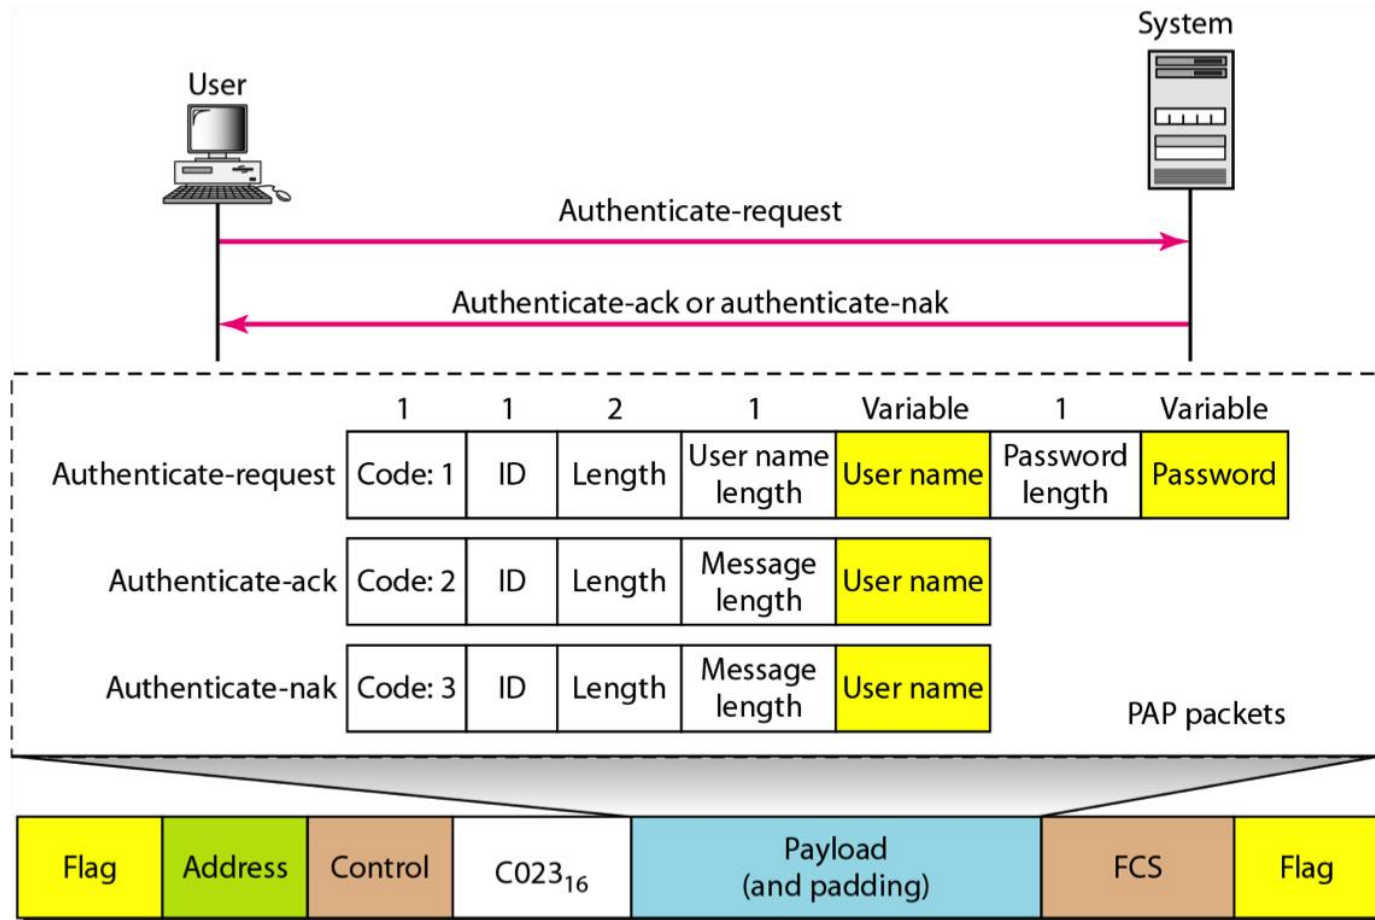 System
User
Authenticate-request
Authenticate-ack or authenticate-nak
1 1 2 1 Variable 1 Variable
Authenticate-request Code: 1 ID Length User name length User name Password length Password
Authenticate-ack Code: 2 ID Length Message length User name
Authenticate-nak Code: 3 ID Length Message length User name
PAP packets
Flag Address Control C023₁₆ Payload (and padding) FCS Flag